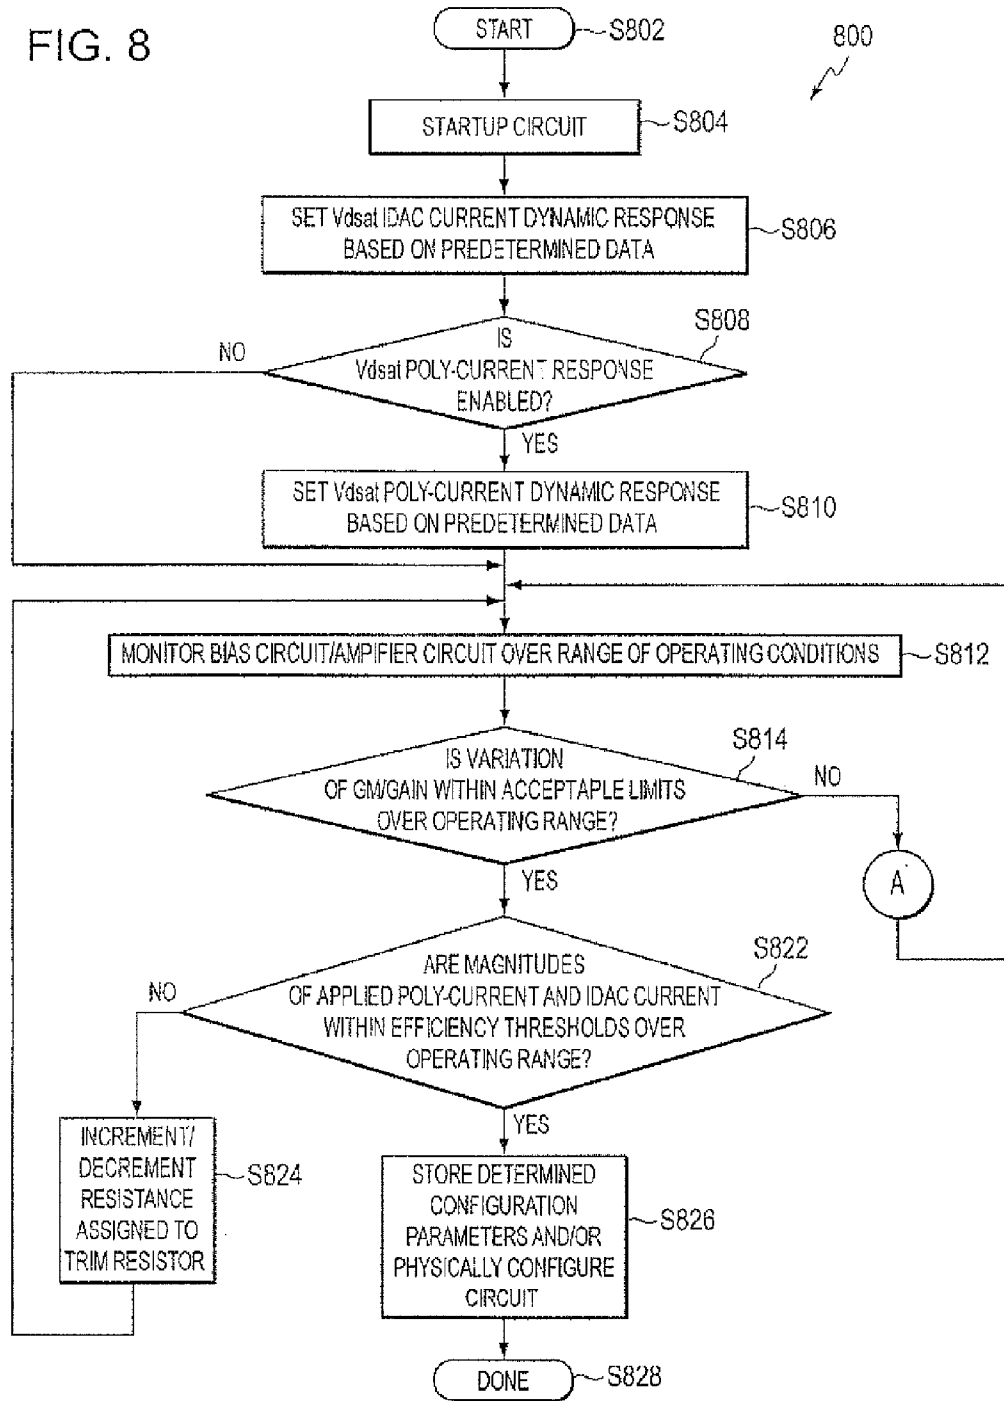 FIG. 8
START
S802
800
STARTUP CIRCUIT
S804
SET Vdsat IDAC CURRENT DYNAMIC RESPONSE
BASED ON PREDETERMINED DATA
S806
IS
Vdsat POLY-CURRENT RESPONSE
ENABLED?
S808
NO
YES
SET Vdsat POLY-CURRENT DYNAMIC RESPONSE
BASED ON PREDETERMINED DATA
S810
MONITOR BIAS CIRCUIT/AMPIFIER CIRCUIT OVER RANGE OF OPERATING CONDITIONS
S812
IS VARIATION
OF GM/GAIN WITHIN ACCEPTAPLE LIMITS
OVER OPERATING RANGE?
S814
NO
YES
A
ARE MAGNITUDES
OF APPLIED POLY-CURRENT AND IDAC CURRENT
WITHIN EFFICIENCY THRESHOLDS OVER
OPERATING RANGE?
S822
NO
YES
INCREMENT/
DECREMENT
RESISTANCE
ASSIGNED TO
TRIM RESISTOR
S824
STORE DETERMINED
CONFIGURATION
PARAMETERS AND/OR
PHYSICALLY CONFIGURE
CIRCUIT
S826
DONE
S828